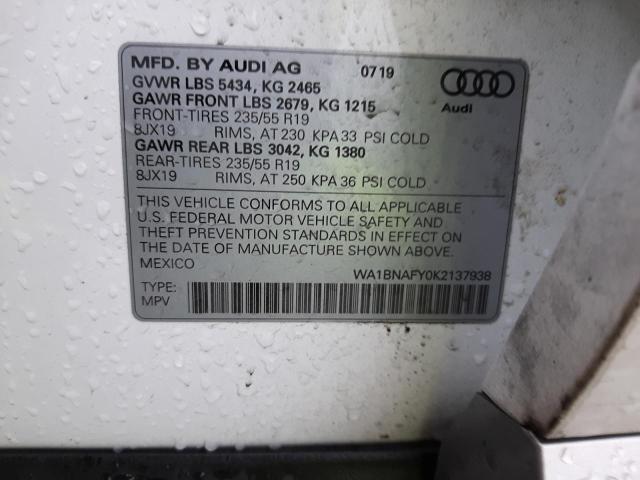 MFD. BY AUDI AG 0719
GVWR LBS 5434, KG 2465
GAWR FRONT LBS 2679, KG 1215
FRONT-TIRES 235/55 R19
8JX19 RIMS, AT 230 KPA 33 PSI COLD
GAWR REAR LBS 3042, KG 1380
REAR-TIRES 235/55 R19
8JX19 RIMS, AT 250 KPA 36 PSI COLD
Audi
THIS VEHICLE CONFORMS TO ALL APPLICABLE
U.S. FEDERAL MOTOR VEHICLE SAFETY AND
THEFT PREVENTION STANDARDS IN EFFECT ON
THE DATE OF MANUFACTURE SHOWN ABOVE.
MEXICO WA1BNAFY0K2137938
TYPE:
MPV